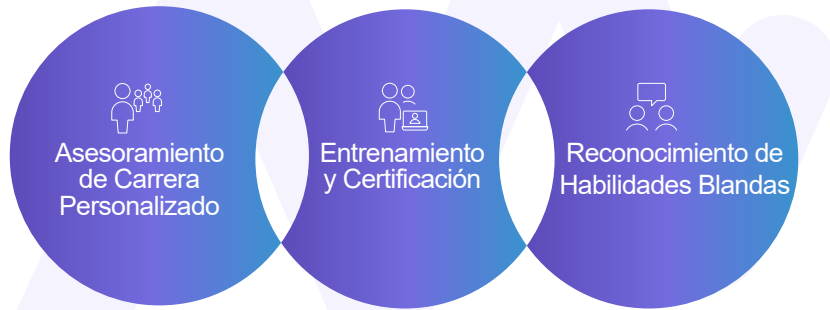 Asesoramiento
de Carrera
Personalizado
Entrenamiento
y Certificación
Reconocimiento de
Habilidades Blandas